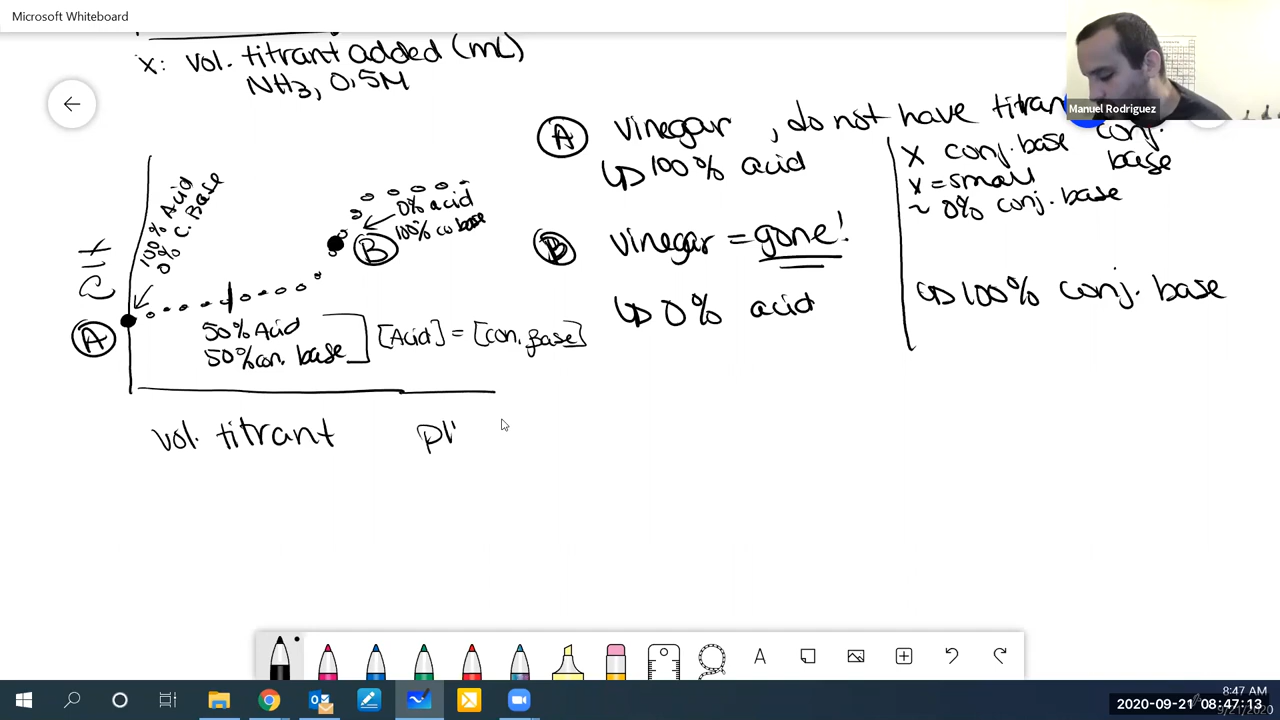 Microsoft Whiteboard
x: vol. titrant added (mL)
NH3, 0.5M
Manuel Rodriguez
A vinegar, do not have titran
↳ 100% acid
x conj. base conj. base
x = small
~ 0% conj. base
B vinegar = gone!
↳ 0% acid
↳ 100% conj. base
100% Acid
0% C. Base
0% acid
100% co base
B
A
50% Acid
50% con. base
[Acid] = [con. base]
vol. titrant
A
8:47 AM
2020-09-21 08:47:13